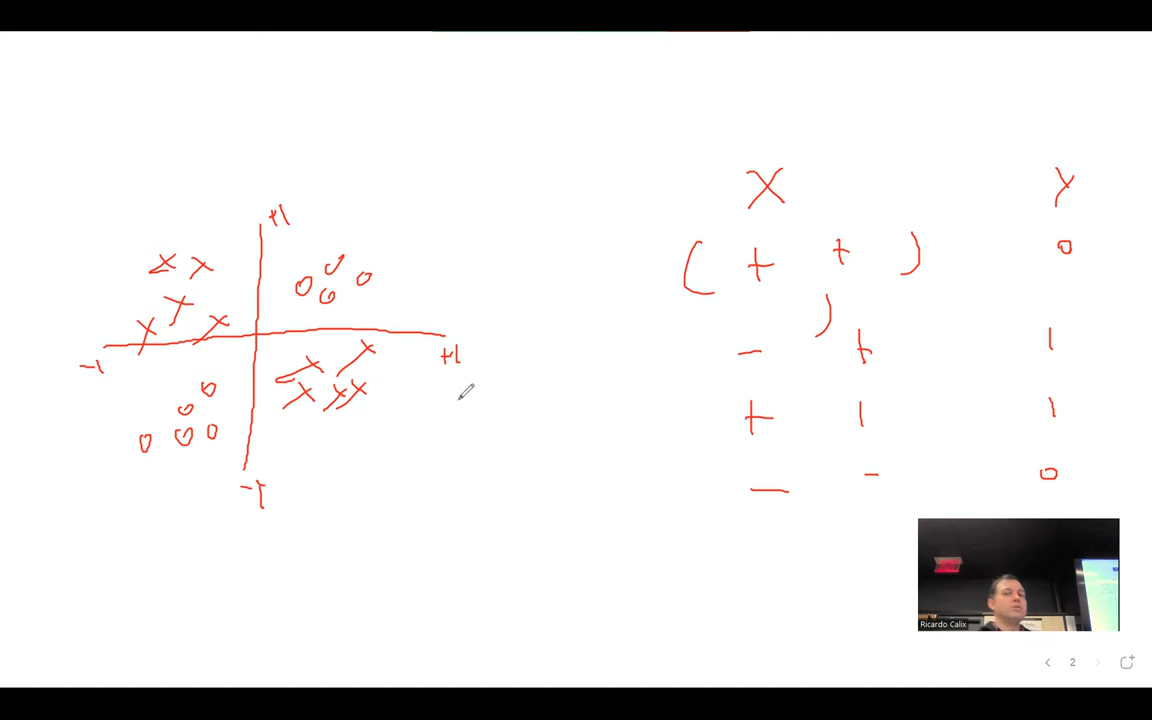 X Y
( + + ) 0
)
- + 1
+ 1 1
- - 0
+1
-1 +1
-1
Ricardo Calix
2